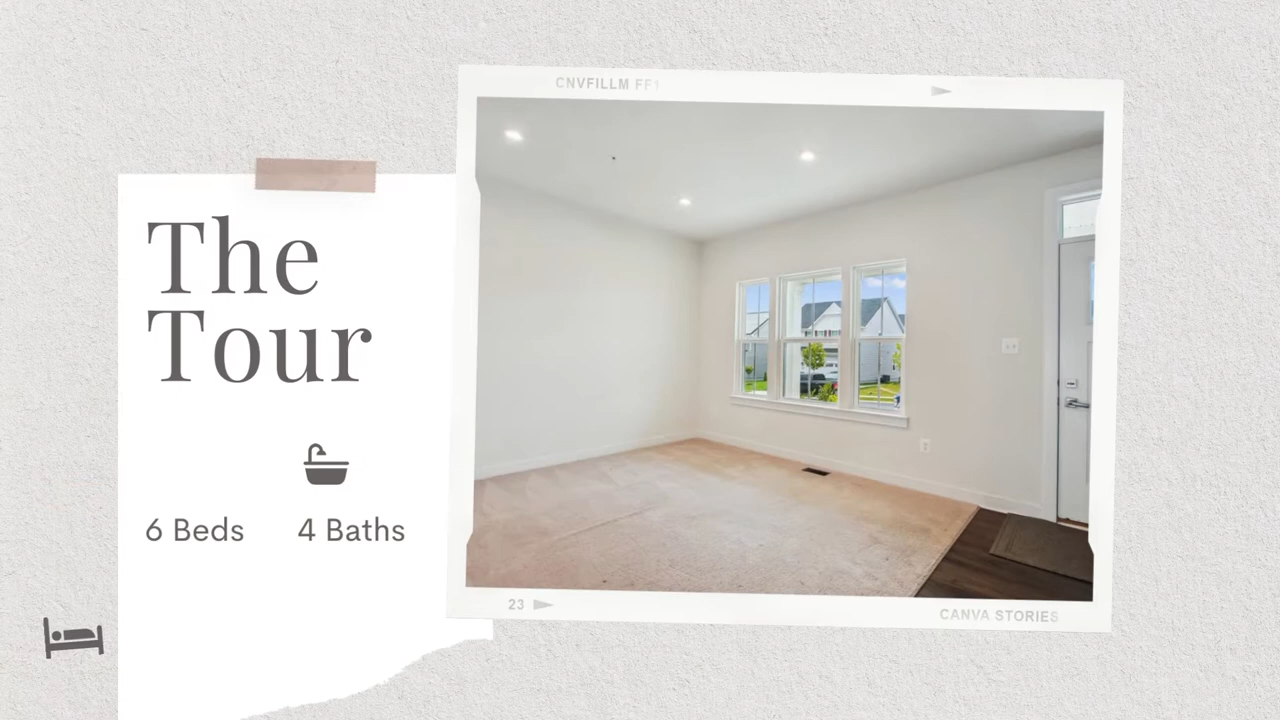 CNVFILLM FF1
The
Tour
6 Beds
4 Baths
23
CANVA STORIES